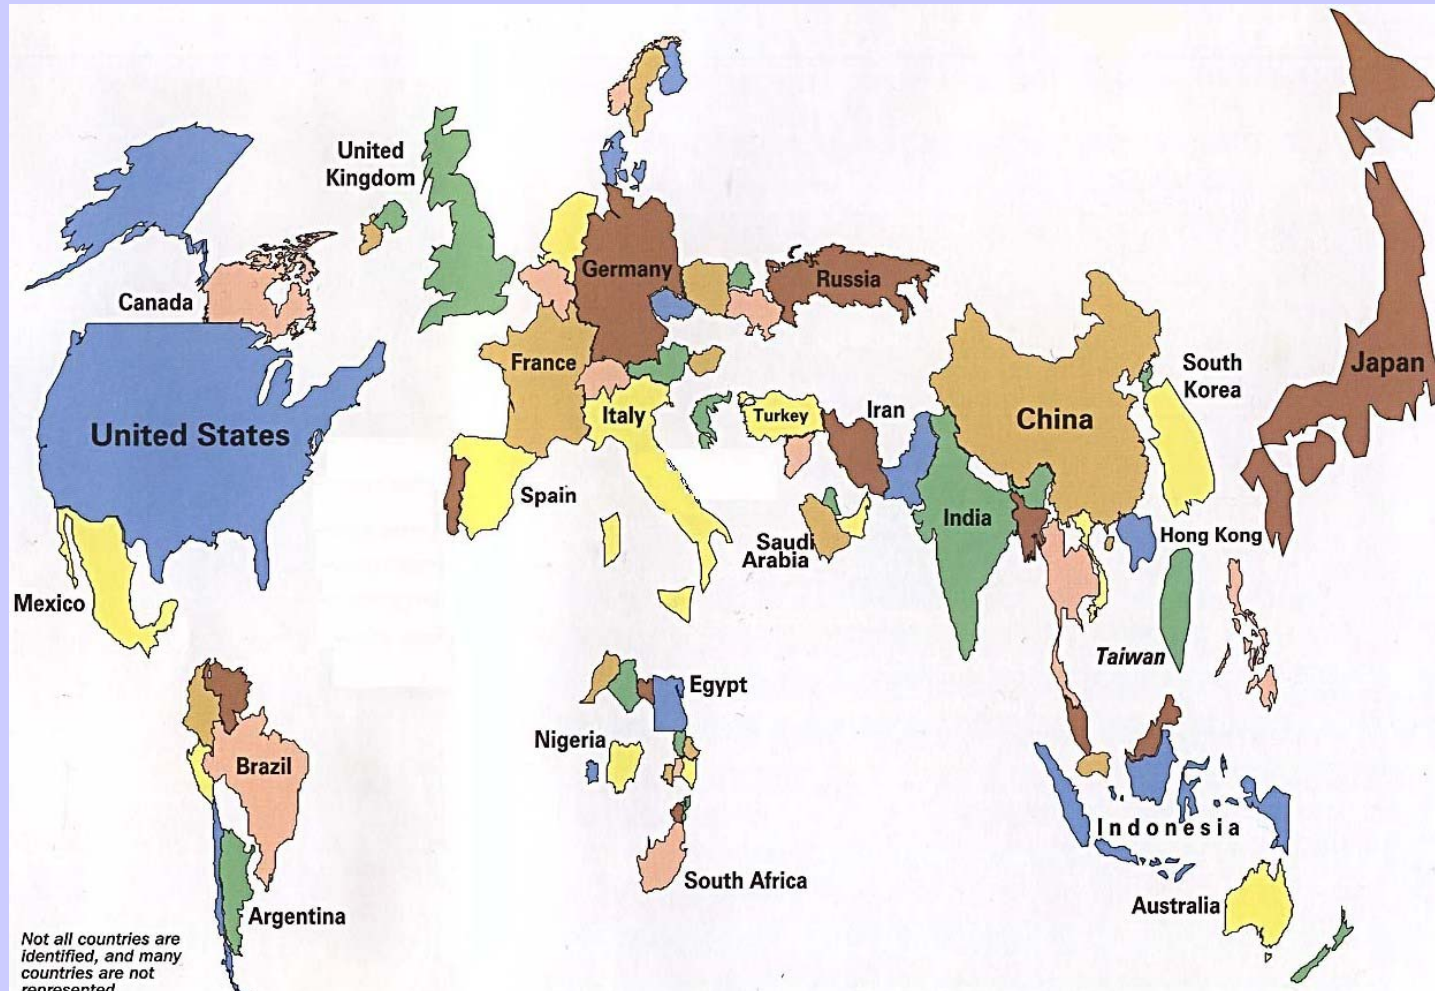 United
Kingdom
Canada
Germany
Russia
France
South
Korea
Japan
United States
Italy
Turkey
Iran
China
Spain
India
Saudi
Arabia
Hong Kong
Mexico
Taiwan
Egypt
Nigeria
Brazil
Indonesia
South Africa
Argentina
Australia
Not all countries are
identified, and many
countries are not
represented